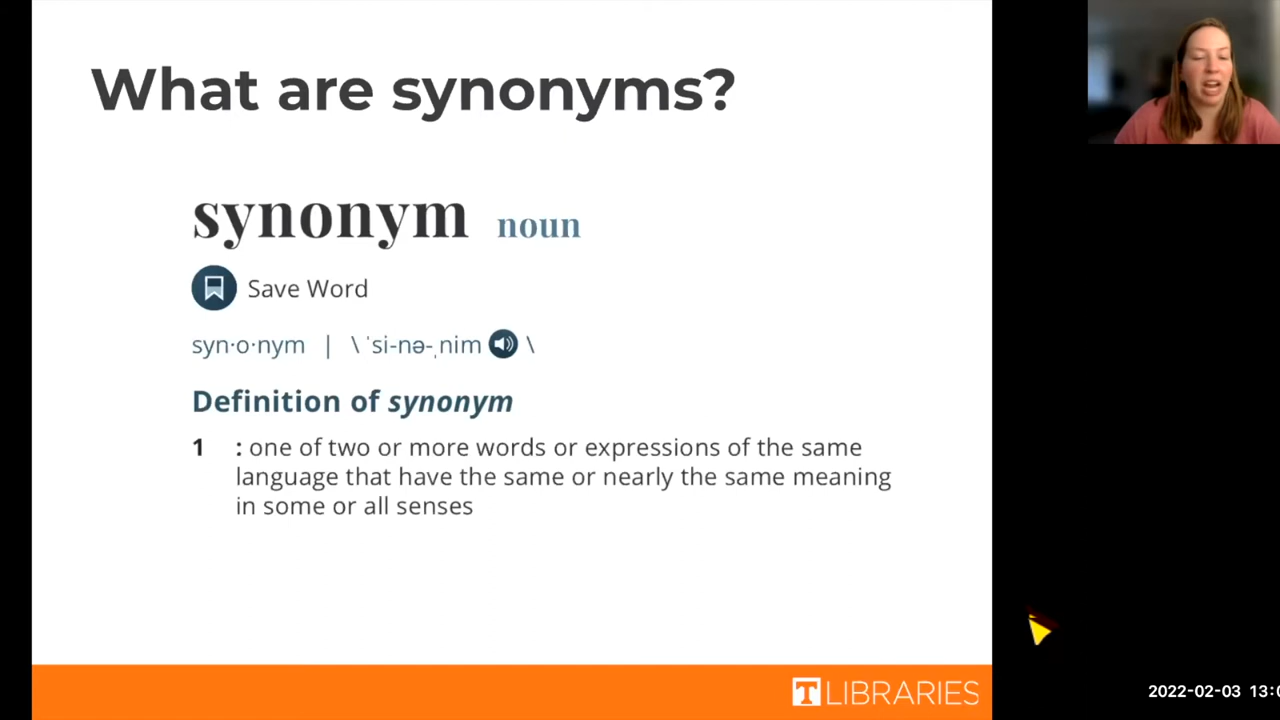 What are synonyms?
synonym noun
Save Word
syn·o·nym | \ ˈsi-nə-ˌnim \
Definition of synonym
1 : one of two or more words or expressions of the same
language that have the same or nearly the same meaning
in some or all senses
T LIBRARIES
2022-02-03 13:0